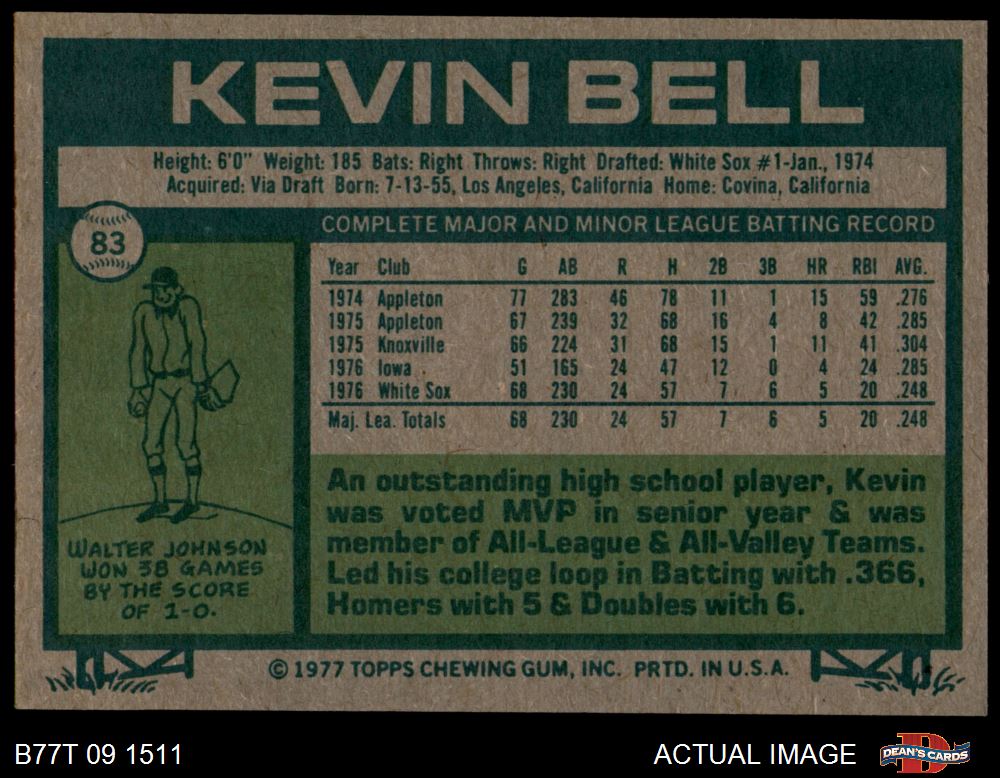 KEVIN BELL
Height: 6'0" Weight: 185 Bats: Right Throws: Right Drafted: White Sox #1-Jan., 1974
Acquired: Via Draft Born: 7-13-55, Los Angeles, California Home: Covina, California
83
COMPLETE MAJOR AND MINOR LEAGUE BATTING RECORD
Year Club G AB R H 2B 3B HR RBI AVG.
1974 Appleton 77 283 46 78 11 1 15 59 .276
1975 Appleton 67 239 32 68 16 4 8 42 .285
1975 Knoxville 66 224 31 68 15 1 11 41 .304
1976 Iowa 51 165 24 47 12 0 4 24 .285
1976 White Sox 68 230 24 57 7 6 5 20 .248
Maj. Lea. Totals 68 230 24 57 7 6 5 20 .248
WALTER JOHNSON
WON 38 GAMES
BY THE SCORE
OF 1-0.
An outstanding high school player, Kevin
was voted MVP in senior year & was
member of All-League & All-Valley Teams.
Led his college loop in Batting with .366,
Homers with 5 & Doubles with 6.
© 1977 TOPPS CHEWING GUM, INC. PRTD. IN U.S.A.
B77T 09 1511
ACTUAL IMAGE
DEAN'S CARDS